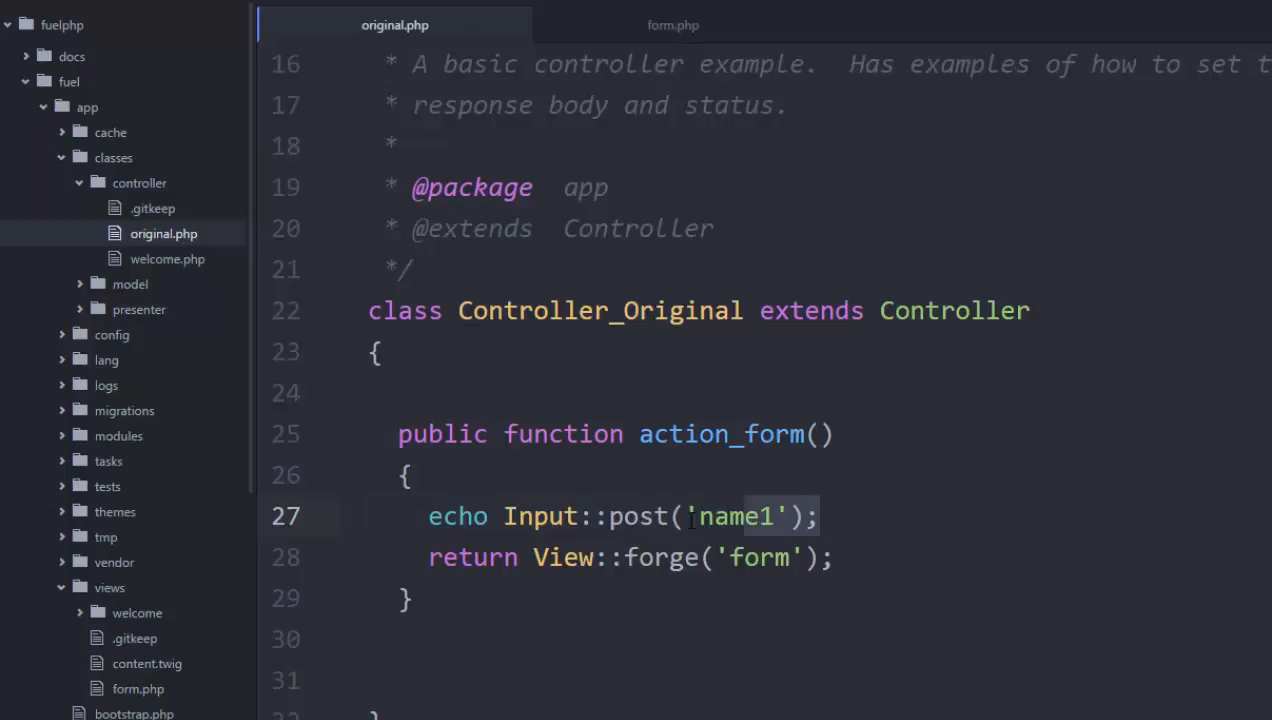 fuelphp
docs
fuel
app
cache
classes
controller
.gitkeep
original.php
welcome.php
model
presenter
config
lang
logs
migrations
modules
tasks
tests
themes
tmp
vendor
views
welcome
.gitkeep
content.twig
form.php
bootstrap.php
original.php
form.php
16 * A basic controller example.  Has examples of how to set t
17 * response body and status.
18 *
19 * @package  app
20 * @extends  Controller
21 */
22 class Controller_Original extends Controller
23 {
24
25 public function action_form()
26 {
27 echo Input::post('name1');
28 return View::forge('form');
29 }
30
31
32 }